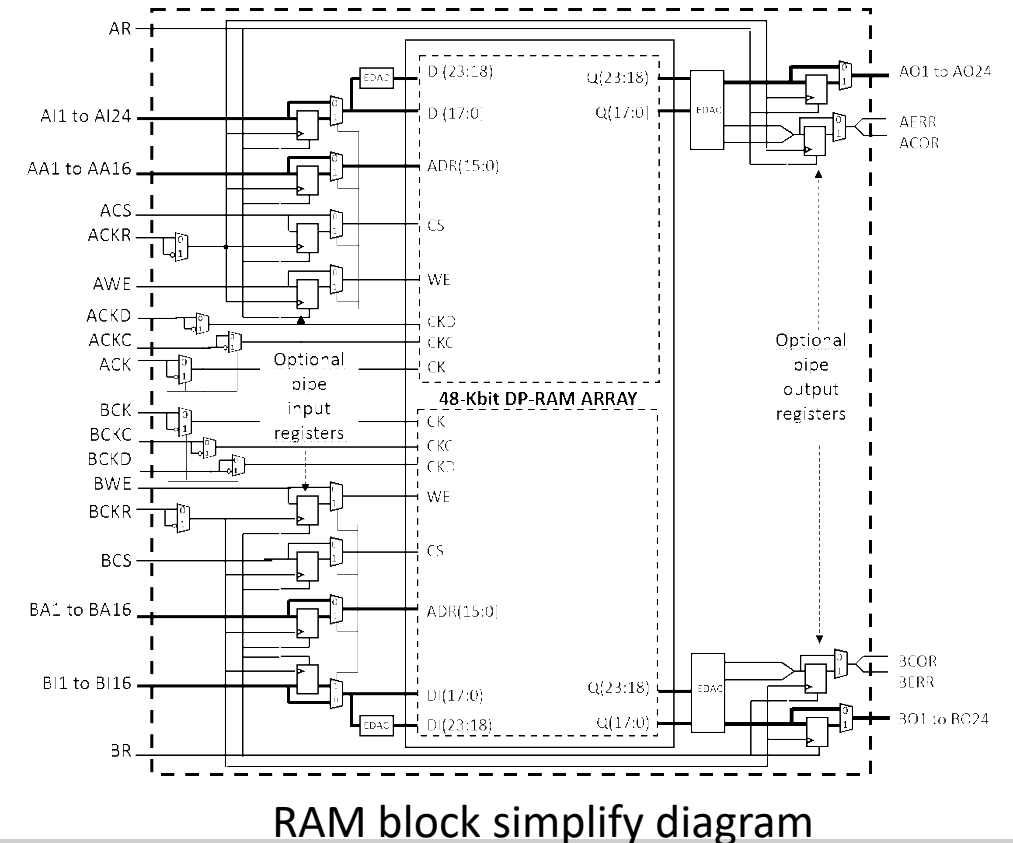 AR
AI1 to AI24
AA1 to AA16
ACS
ACKR
AWE
ACKD
ACKC
ACK
BCK
BCKC
BCKD
BWE
BCKR
BCS
BA1 to BA16
BI1 to BI16
BR
EDAC
DI(23:18)
DI(17:0)
ADR(15:0)
CS
WE
CKD
CKC
CK
Q(23:18)
Q(17:0)
EDAC
Optional
pipe
input
registers
48-Kbit DP-RAM ARRAY
CK
CKC
CKD
WE
CS
ADR(15:0)
DI(17:0)
DI(23:18)
EDAC
Q(23:18)
Q(17:0)
EDAC
AO1 to AO24
AERR
ACOR
Optional
pipe
output
registers
BCOR
BERR
BO1 to BO24
RAM block simplify diagram